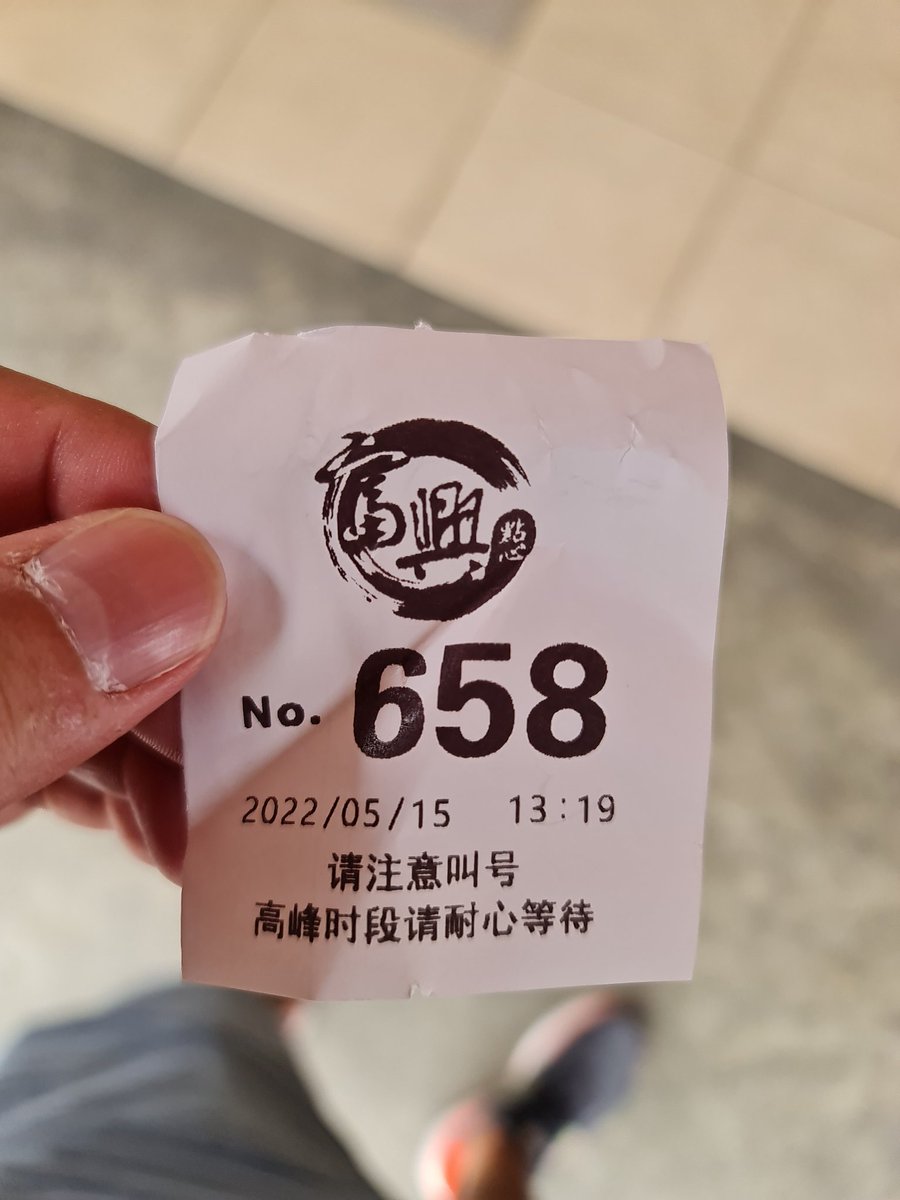 富興
點心
No. 658
2022/05/15 13:19
请注意叫号
高峰时段请耐心等待